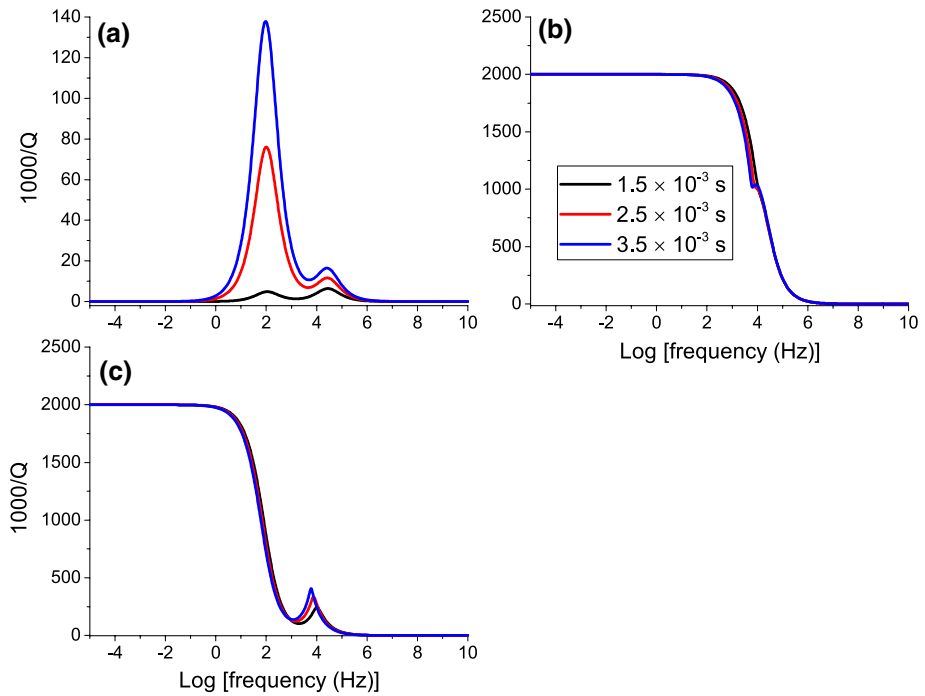 (a)
140
120
100
80
60
40
20
0
1000/Q
-4 -2 0 2 4 6 8 10
(b)
2500
2000
1500
1000
500
0
1.5 × 10-3 s
2.5 × 10-3 s
3.5 × 10-3 s
-4 -2 0 2 4 6 8 10
Log [frequency (Hz)]
(c)
2500
2000
1500
1000
500
0
1000/Q
-4 -2 0 2 4 6 8 10
Log [frequency (Hz)]